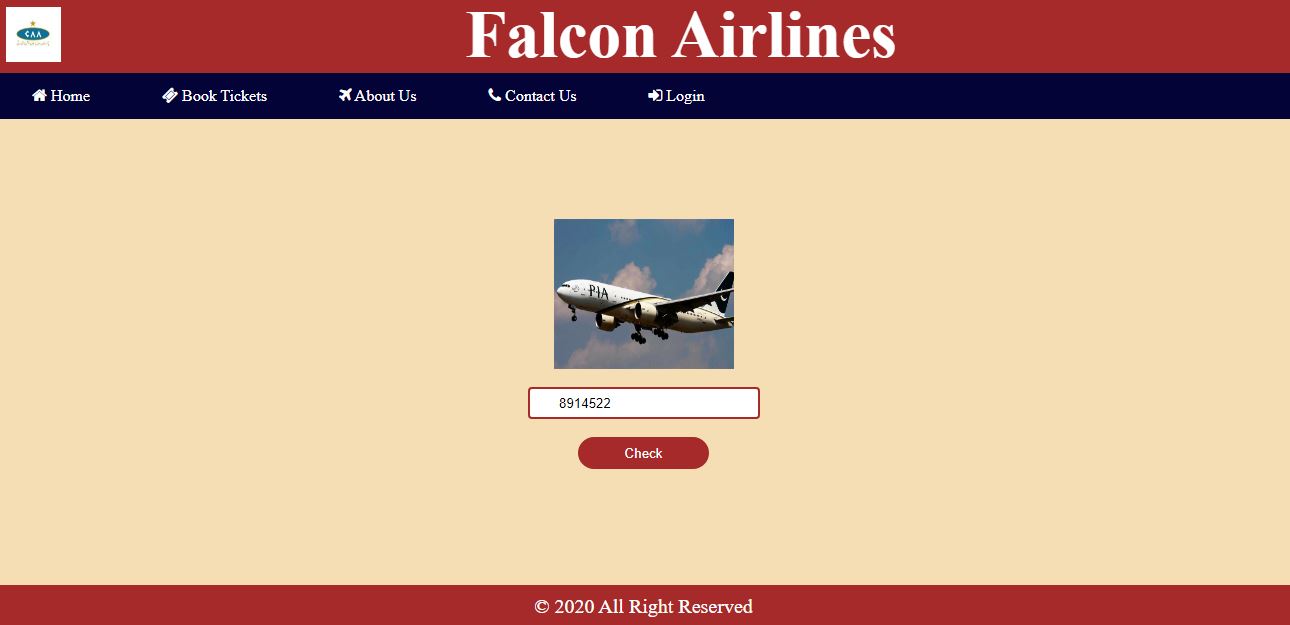 CAA
Falcon Airlines
Home
Book Tickets
About Us
Contact Us
Login
PIA
8914522
Check
© 2020 All Right Reserved